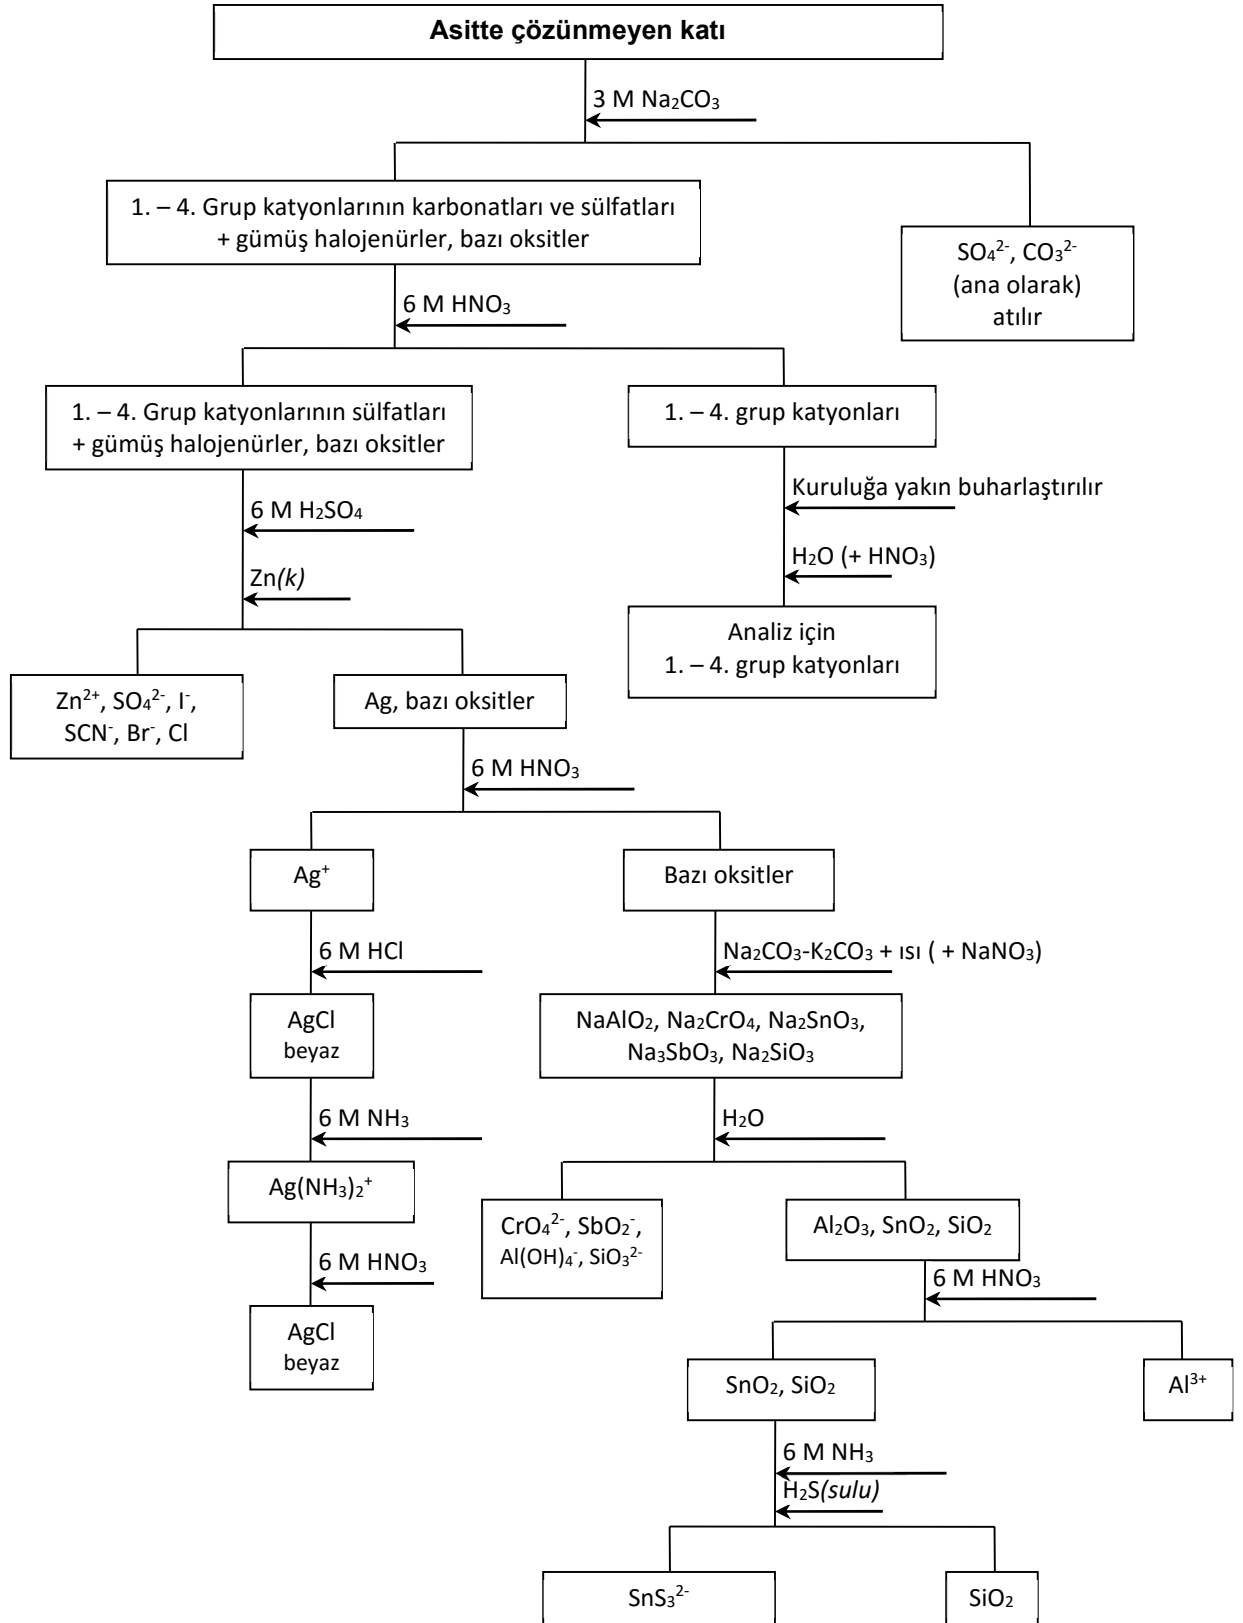 Asitte çözünmeyen katı
3 M Na₂CO₃
1. – 4. Grup katyonlarının karbonatları ve sülfatları
+ gümüş halojenürler, bazı oksitler
SO₄²⁻, CO₃²⁻
(ana olarak)
atılır
6 M HNO₃
1. – 4. Grup katyonlarının sülfatları
+ gümüş halojenürler, bazı oksitler
1. – 4. grup katyonları
6 M H₂SO₄
Zn(k)
Kuruluğa yakın buharlaştırılır
H₂O (+ HNO₃)
Analiz için
1. – 4. grup katyonları
Zn²⁺, SO₄²⁻, I⁻,
SCN⁻, Br⁻, Cl
Ag, bazı oksitler
6 M HNO₃
Ag⁺
Bazı oksitler
6 M HCl
Na₂CO₃-K₂CO₃ + ısı ( + NaNO₃)
AgCl
beyaz
NaAlO₂, Na₂CrO₄, Na₂SnO₃,
Na₃SbO₃, Na₂SiO₃
6 M NH₃
H₂O
Ag(NH₃)₂⁺
CrO₄²⁻, SbO₂⁻,
Al(OH)₄⁻, SiO₃²⁻
Al₂O₃, SnO₂, SiO₂
6 M HNO₃
6 M HNO₃
AgCl
beyaz
SnO₂, SiO₂
Al³⁺
6 M NH₃
H₂S(sulu)
SnS₃²⁻
SiO₂